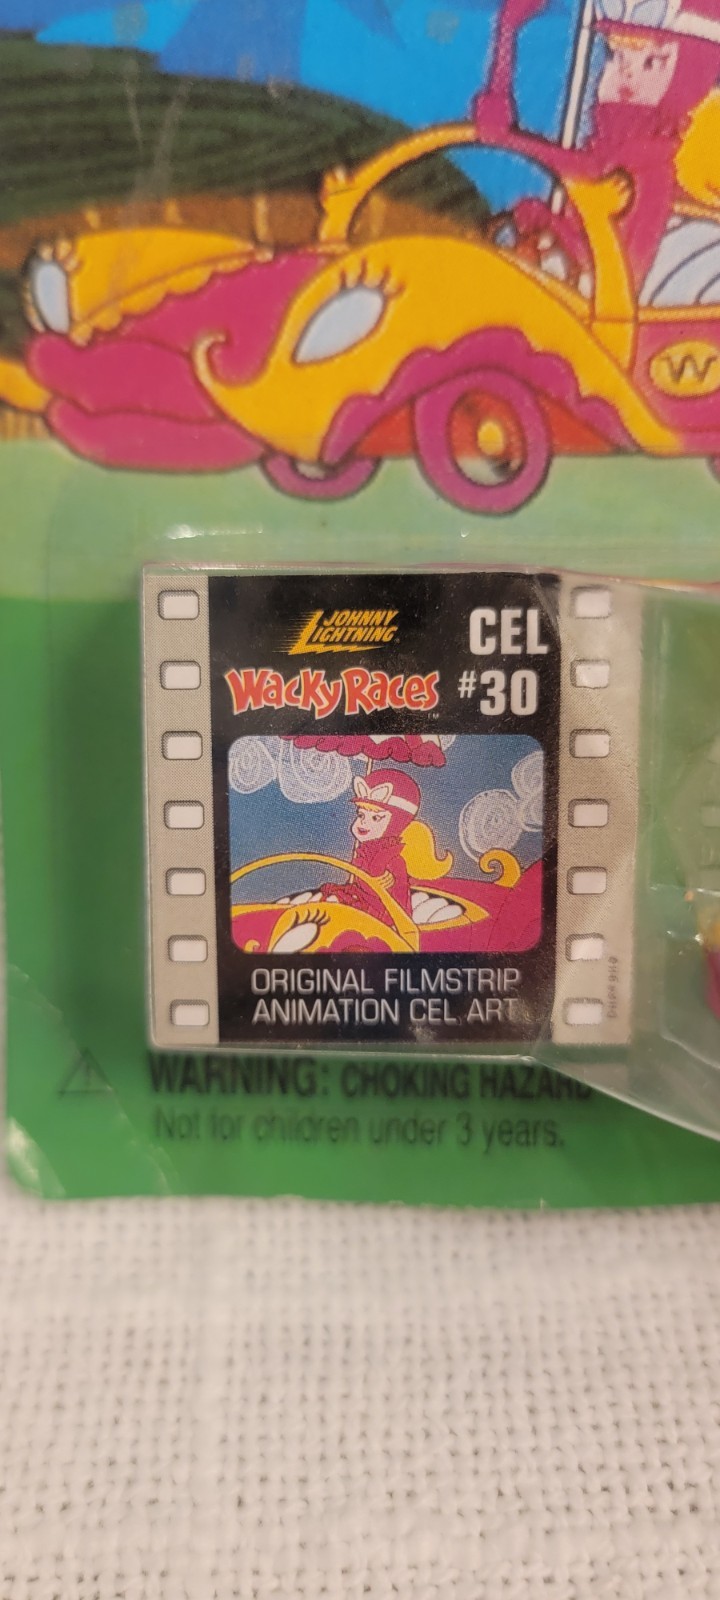 W
JOHNNY
LIGHTNING
CEL
Wacky Races™
#30
ORIGINAL FILMSTRIP
ANIMATION CEL ART
WARNING: CHOKING HAZARD
Not for children under 3 years.